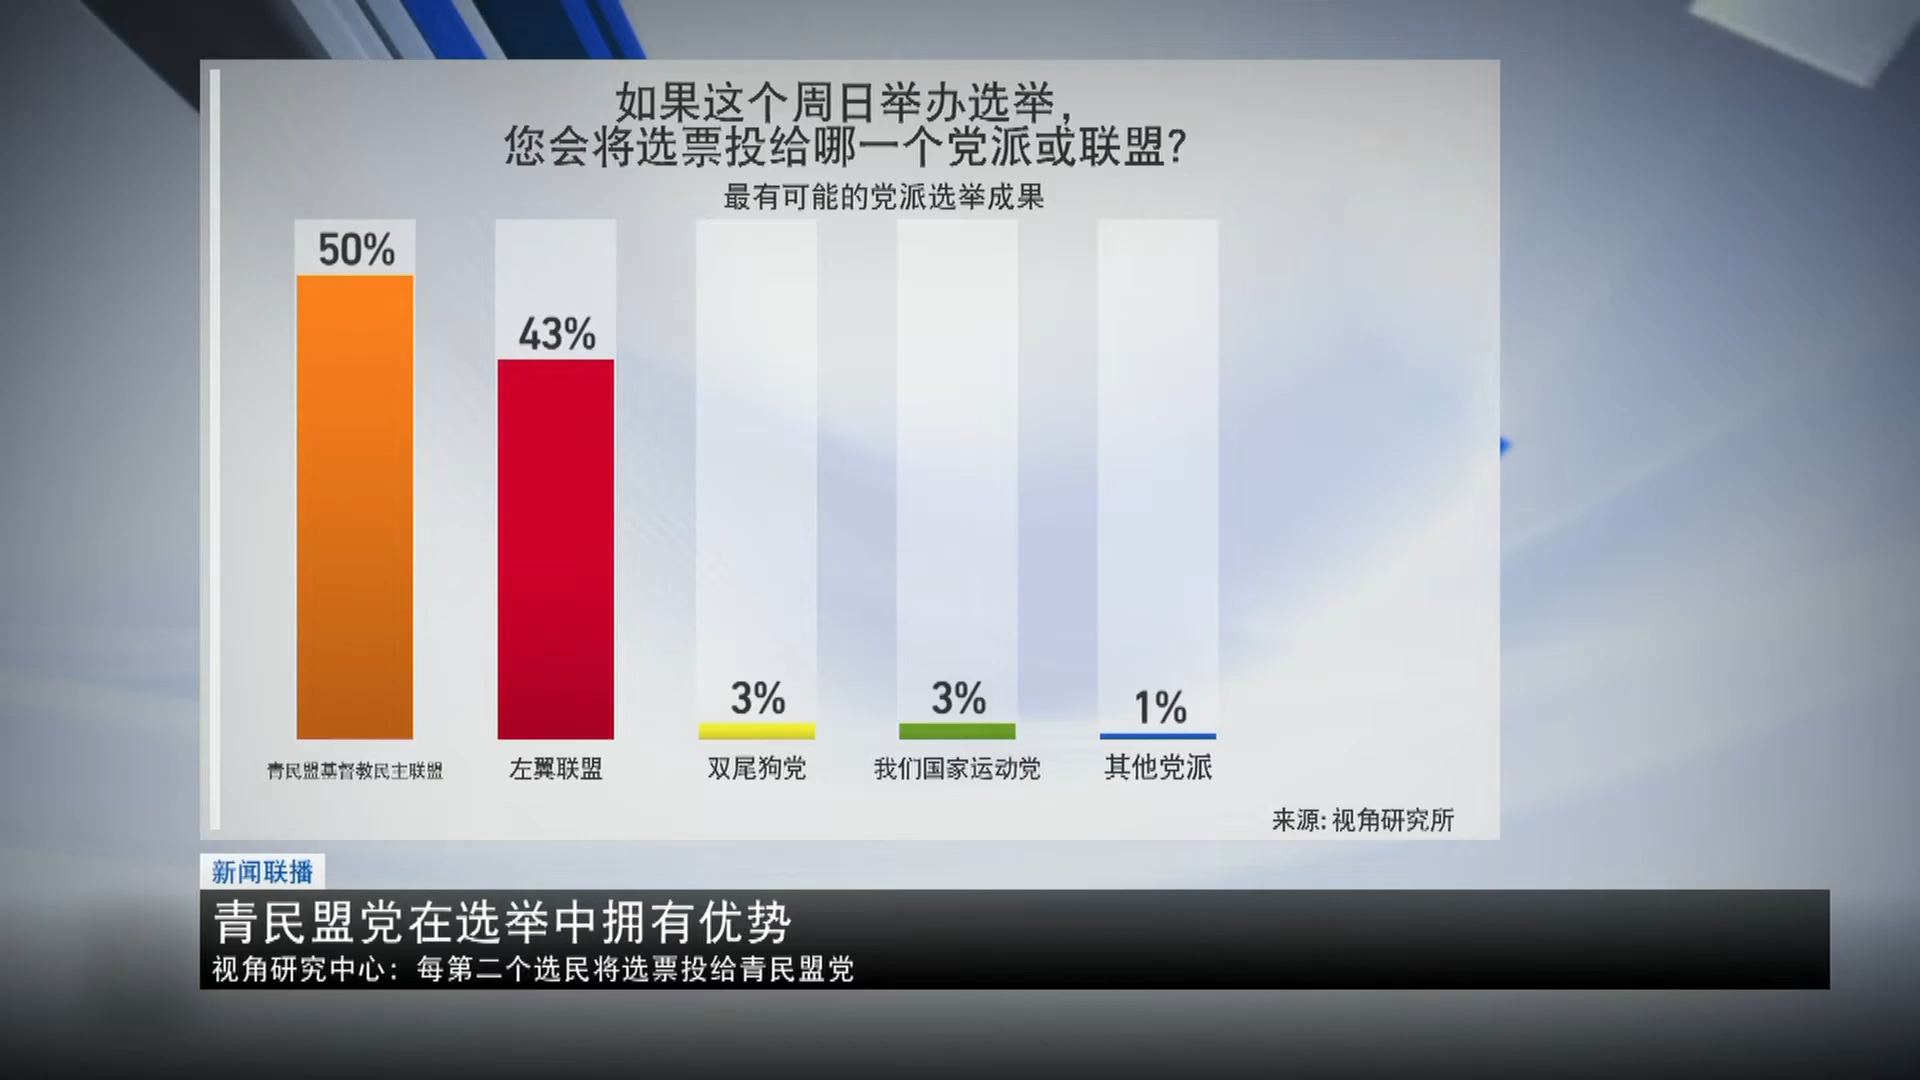 如果这个周日举办选举，
您会将选票投给哪一个党派或联盟?
最有可能的党派选举成果
50%
43%
3%
3%
1%
青民盟基督教民主联盟
左翼联盟
双尾狗党
我们国家运动党
其他党派
来源: 视角研究所
新闻联播
青民盟党在选举中拥有优势
视角研究中心：每第二个选民将选票投给青民盟党